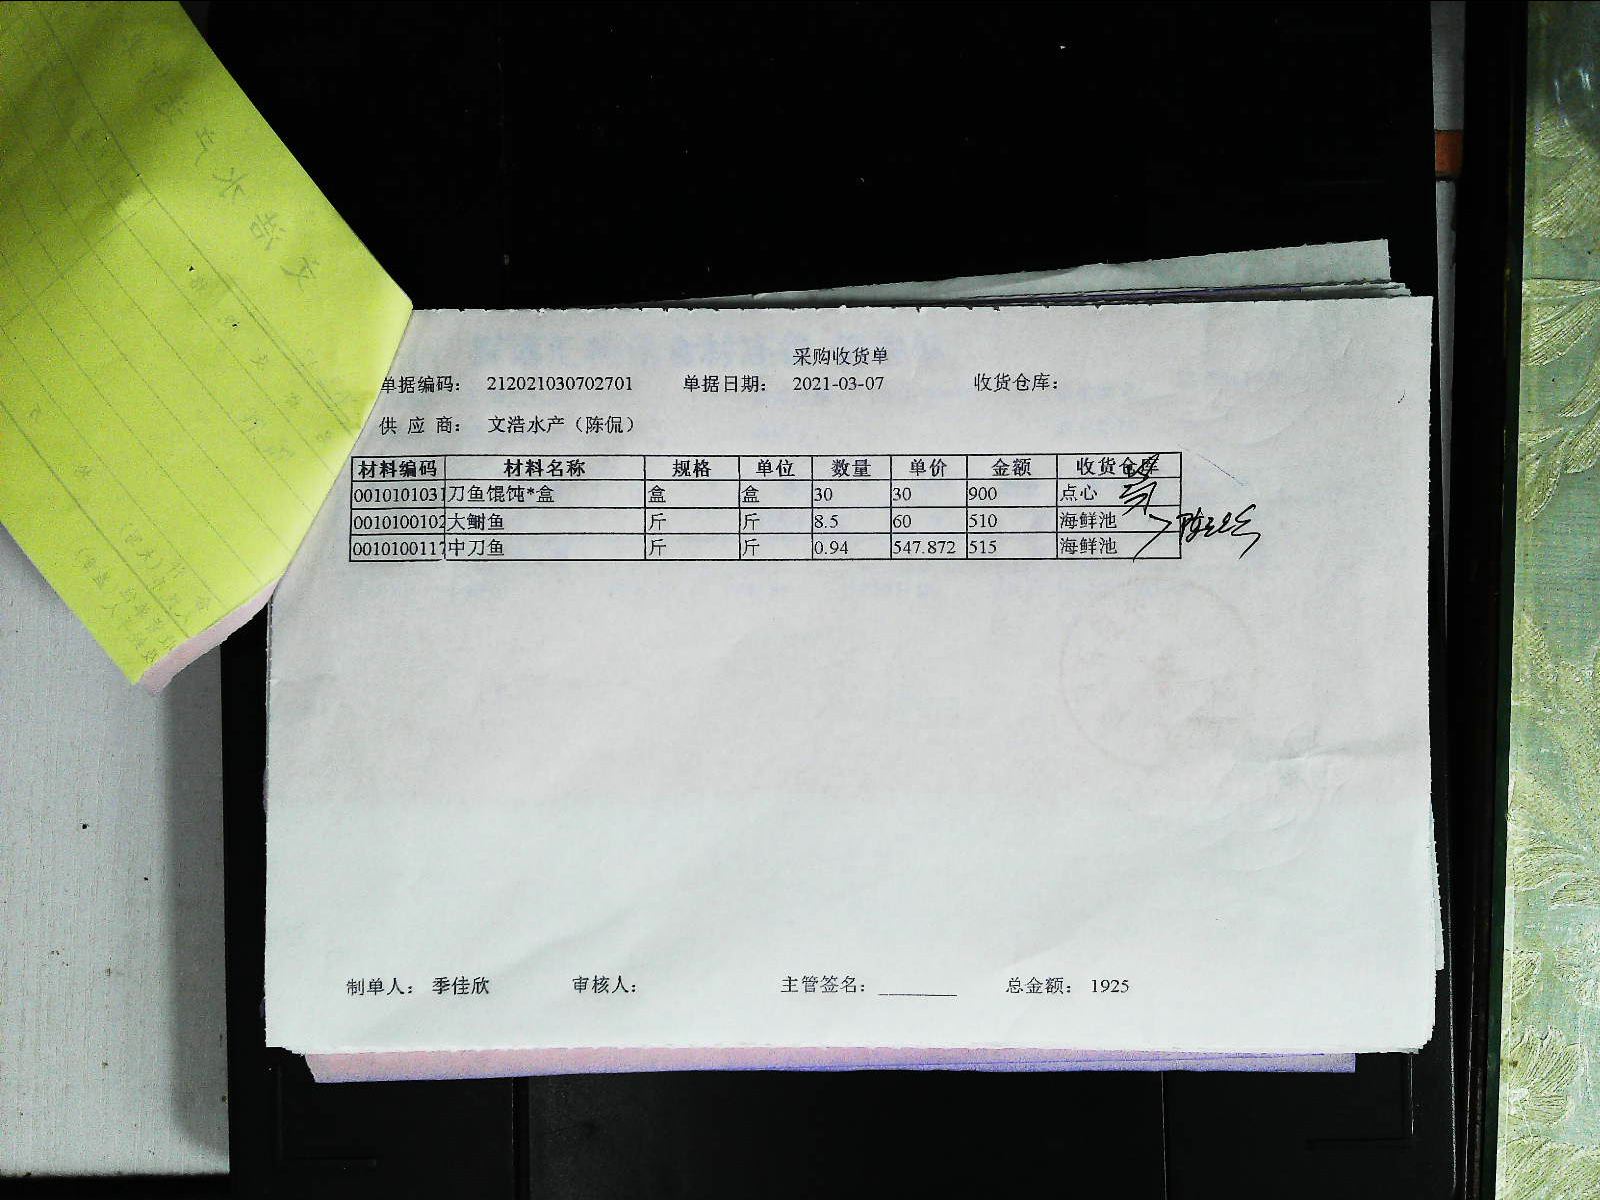 采购收货单
单据编码： 212021030702701 单据日期： 2021-03-07 收货仓库：
供 应 商： 文浩水产（陈侃）
材料编码 材料名称 规格 单位 数量 单价 金额 收货仓库
0010101031 刀鱼馄饨*盒 盒 盒 30 30 900 点心
0010100102 大鲥鱼 斤 斤 8.5 60 510 海鲜池
0010100117 中刀鱼 斤 斤 0.94 547.872 515 海鲜池
制单人： 季佳欣 审核人： 主管签名： 总金额： 1925
文浩水